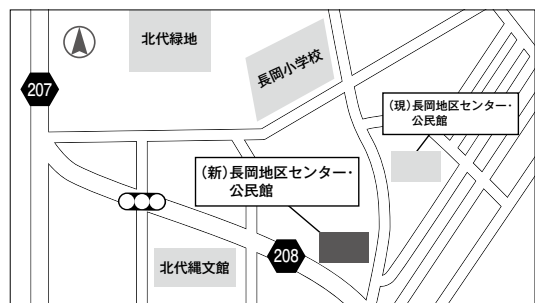 北代緑地
長岡小学校
207
(現)長岡地区センター・
公民館
(新)長岡地区センター・
公民館
208
北代縄文館